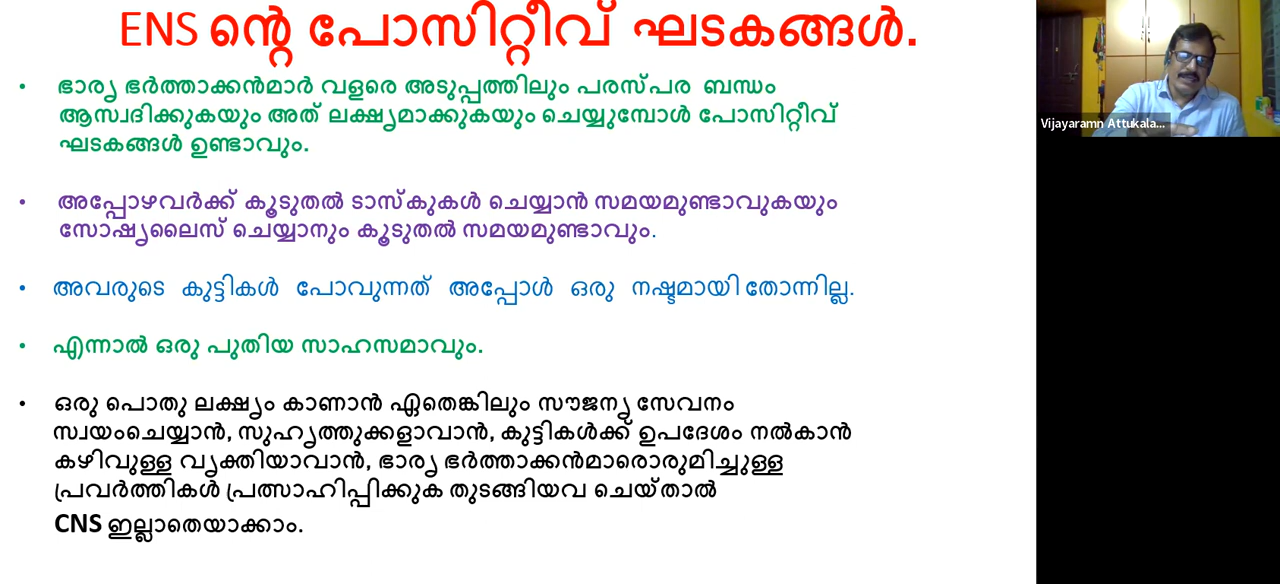 ENS ന്റെ പോസിറ്റീവ് ഘടകങ്ങൾ.
• ഭാര്യ ഭർത്താക്കൻമാർ വളരെ അടുപ്പത്തിലും പരസ്പര ബന്ധം
ആസ്വദിക്കുകയും അത് ലക്ഷ്യമാക്കുകയും ചെയ്യുമ്പോൾ പോസിറ്റീവ്
ഘടകങ്ങൾ ഉണ്ടാവും.
• അപ്പോഴവർക്ക് കൂടുതൽ ടാസ്കുകൾ ചെയ്യാൻ സമയമുണ്ടാവുകയും
സോഷ്യലൈസ് ചെയ്യാനും കൂടുതൽ സമയമുണ്ടാവും.
• അവരുടെ കുട്ടികൾ പോവുന്നത് അപ്പോൾ ഒരു നഷ്ടമായി തോന്നില്ല.
• എന്നാൽ ഒരു പുതിയ സാഹസമാവും.
• ഒരു പൊതു ലക്ഷ്യം കാണാൻ ഏതെങ്കിലും സൗജന്യ സേവനം
സ്വയംചെയ്യാൻ, സുഹൃത്തുക്കളാവാൻ, കുട്ടികൾക്ക് ഉപദേശം നൽകാൻ
കഴിവുള്ള വ്യക്തിയാവാൻ, ഭാര്യ ഭർത്താക്കൻമാരൊരുമിച്ചുള്ള
പ്രവർത്തികൾ പ്രത്സാഹിപ്പിക്കുക തുടങ്ങിയവ ചെയ്താൽ
CNS ഇല്ലാതെയാക്കാം.
Vijayaramn Attukala...